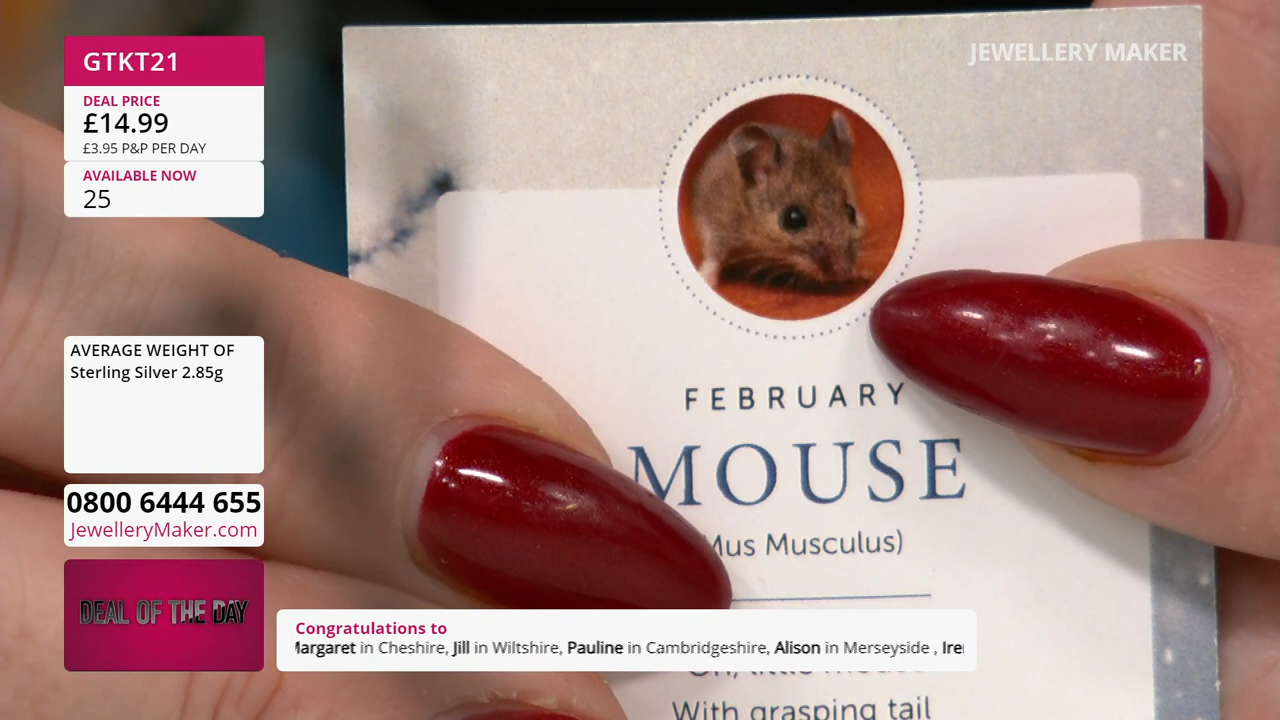 GTKT21
DEAL PRICE
£14.99
£3.95 P&P PER DAY
AVAILABLE NOW
25
AVERAGE WEIGHT OF
Sterling Silver 2.85g
0800 6444 655
JewelleryMaker.com
DEAL OF THE DAY
JEWELLERY MAKER
FEBRUARY
MOUSE
(Mus Musculus)
With grasping tail
Congratulations to
Margaret in Cheshire, Jill in Wiltshire, Pauline in Cambridgeshire, Alison in Merseyside ,